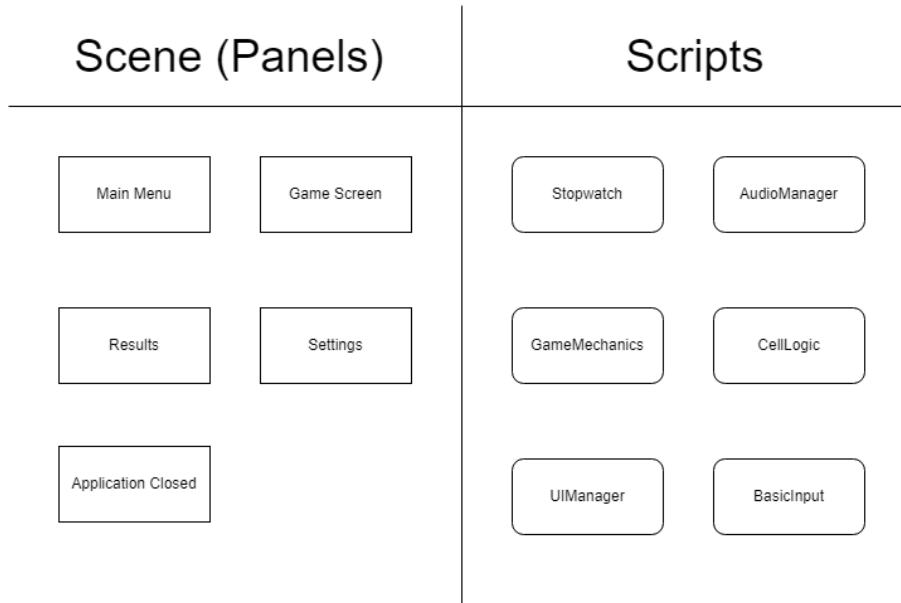 Scene (Panels)
Scripts
Main Menu
Game Screen
Stopwatch
AudioManager
Results
Settings
GameMechanics
CellLogic
Application Closed
UIManager
BasicInput